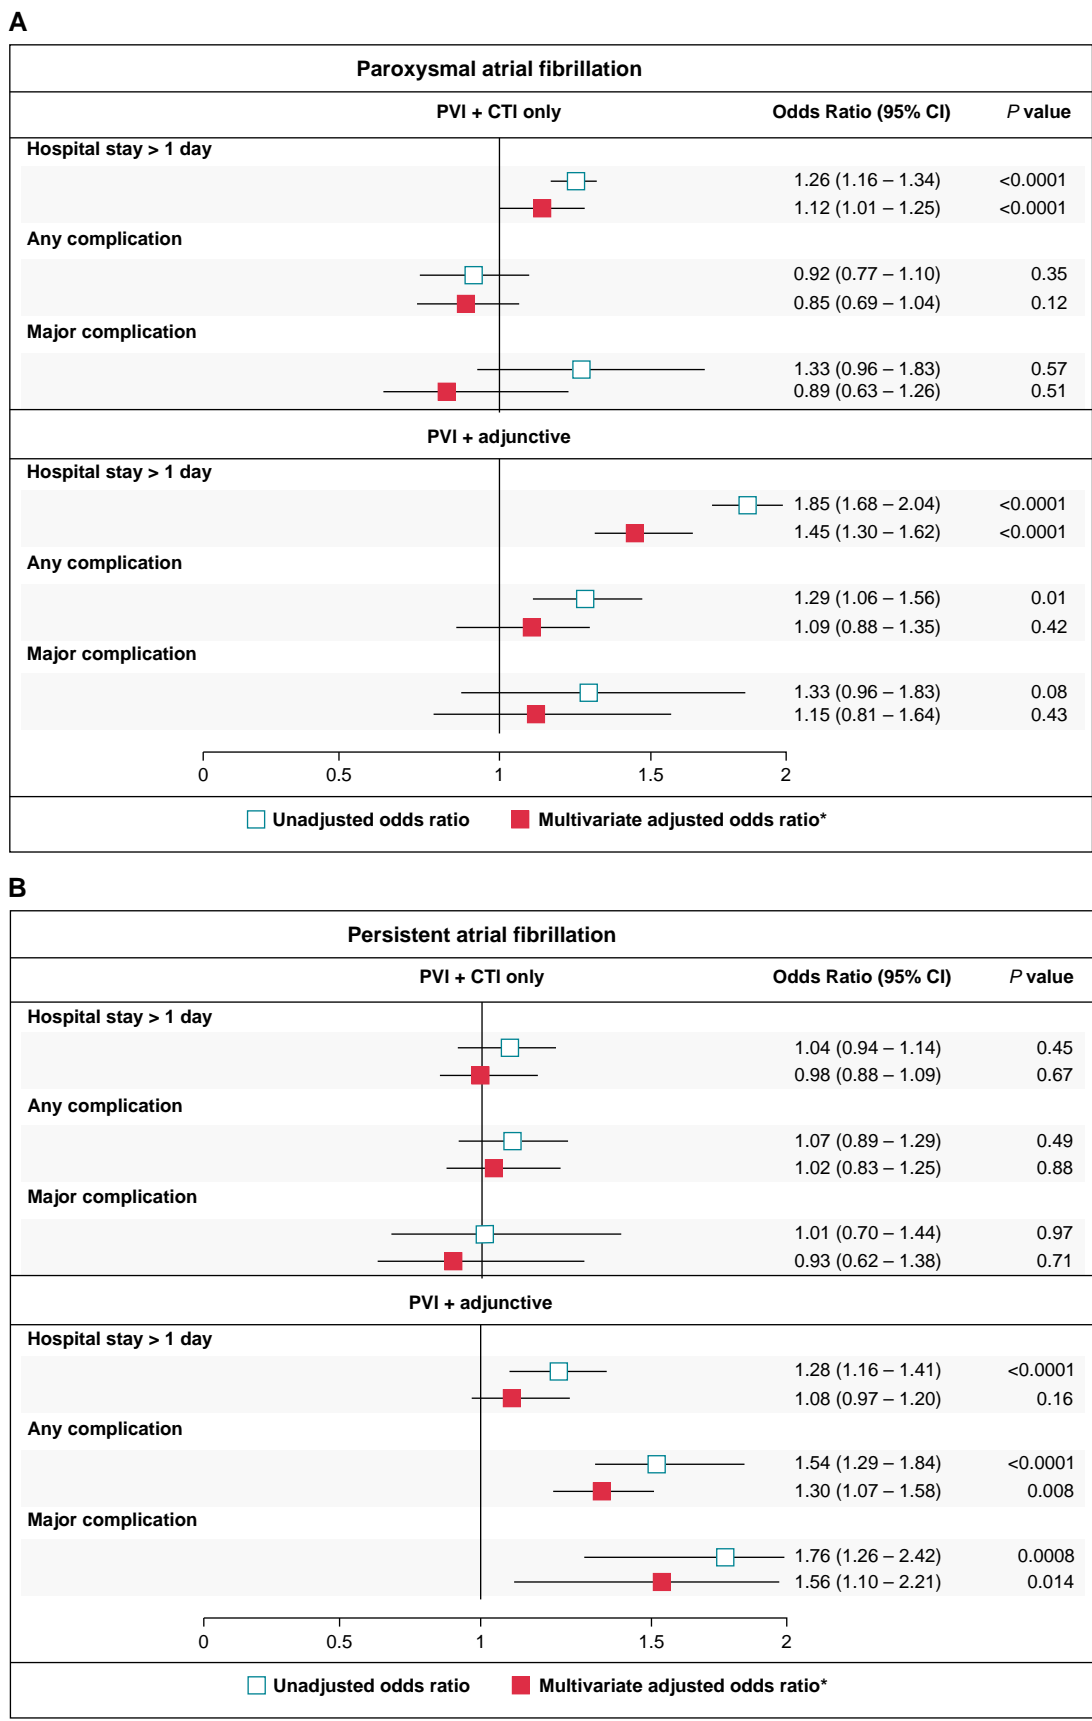 A
Paroxysmal atrial fibrillation
PVI + CTI only Odds Ratio (95% CI) P value
Hospital stay > 1 day
1.26 (1.16 – 1.34) <0.0001
1.12 (1.01 – 1.25) <0.0001
Any complication
0.92 (0.77 – 1.10) 0.35
0.85 (0.69 – 1.04) 0.12
Major complication
1.33 (0.96 – 1.83) 0.57
0.89 (0.63 – 1.26) 0.51
PVI + adjunctive
Hospital stay > 1 day
1.85 (1.68 – 2.04) <0.0001
1.45 (1.30 – 1.62) <0.0001
Any complication
1.29 (1.06 – 1.56) 0.01
1.09 (0.88 – 1.35) 0.42
Major complication
1.33 (0.96 – 1.83) 0.08
1.15 (0.81 – 1.64) 0.43
0 0.5 1 1.5 2
Unadjusted odds ratio Multivariate adjusted odds ratio*
B
Persistent atrial fibrillation
PVI + CTI only Odds Ratio (95% CI) P value
Hospital stay > 1 day
1.04 (0.94 – 1.14) 0.45
0.98 (0.88 – 1.09) 0.67
Any complication
1.07 (0.89 – 1.29) 0.49
1.02 (0.83 – 1.25) 0.88
Major complication
1.01 (0.70 – 1.44) 0.97
0.93 (0.62 – 1.38) 0.71
PVI + adjunctive
Hospital stay > 1 day
1.28 (1.16 – 1.41) <0.0001
1.08 (0.97 – 1.20) 0.16
Any complication
1.54 (1.29 – 1.84) <0.0001
1.30 (1.07 – 1.58) 0.008
Major complication
1.76 (1.26 – 2.42) 0.0008
1.56 (1.10 – 2.21) 0.014
0 0.5 1 1.5 2
Unadjusted odds ratio Multivariate adjusted odds ratio*